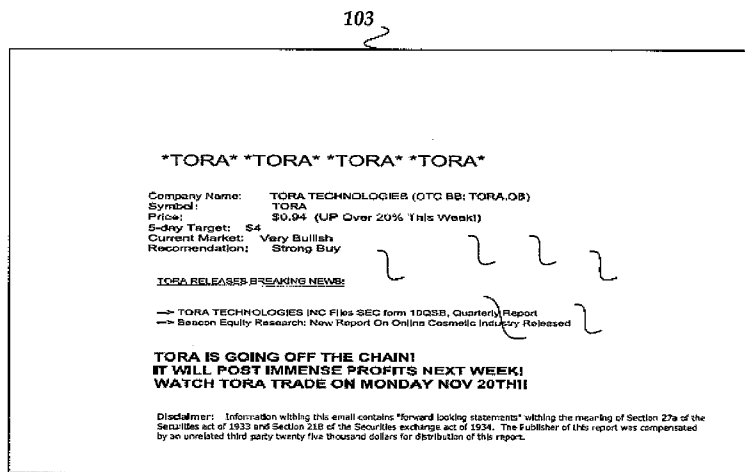 103
*TORA* *TORA* *TORA* *TORA*
Company Name: TORA TECHNOLOGIES (OTC BB: TORA.OB)
Symbol: TORA
Price: $0.94 (UP Over 20% This Week!)
5-day Target: $4
Current Market: Very Bullish
Recomendation: Strong Buy
TORA RELEASES BREAKING NEWS:
—> TORA TECHNOLOGIES INC Files SEC form 10QSB, Quarterly Report
—> Beacon Equity Research: New Report On Online Cosmetic Industry Released
TORA IS GOING OFF THE CHAIN!
IT WILL POST IMMENSE PROFITS NEXT WEEK!
WATCH TORA TRADE ON MONDAY NOV 20TH!!
Disclaimer: Information withing this email contains "forward looking statements" withing the meaning of Section 27a of the
Securities act of 1933 and Section 21B of the Securities exchange act of 1934. The Publisher of this report was compensated
by an unrelated third party twenty five thousand dollars for distribution of this report.